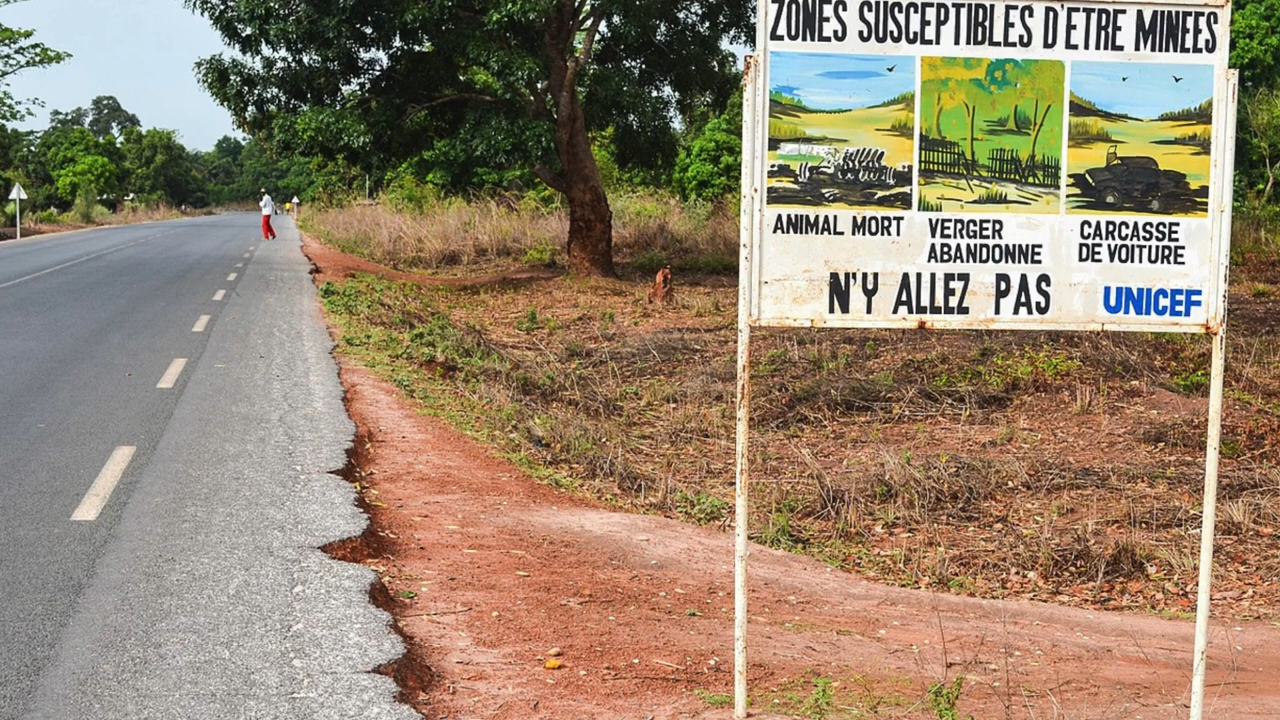 ZONES SUSCEPTIBLES D'ETRE MINEES
ANIMAL MORT
VERGER
ABANDONNE
CARCASSE
DE VOITURE
N'Y ALLEZ PAS
UNICEF